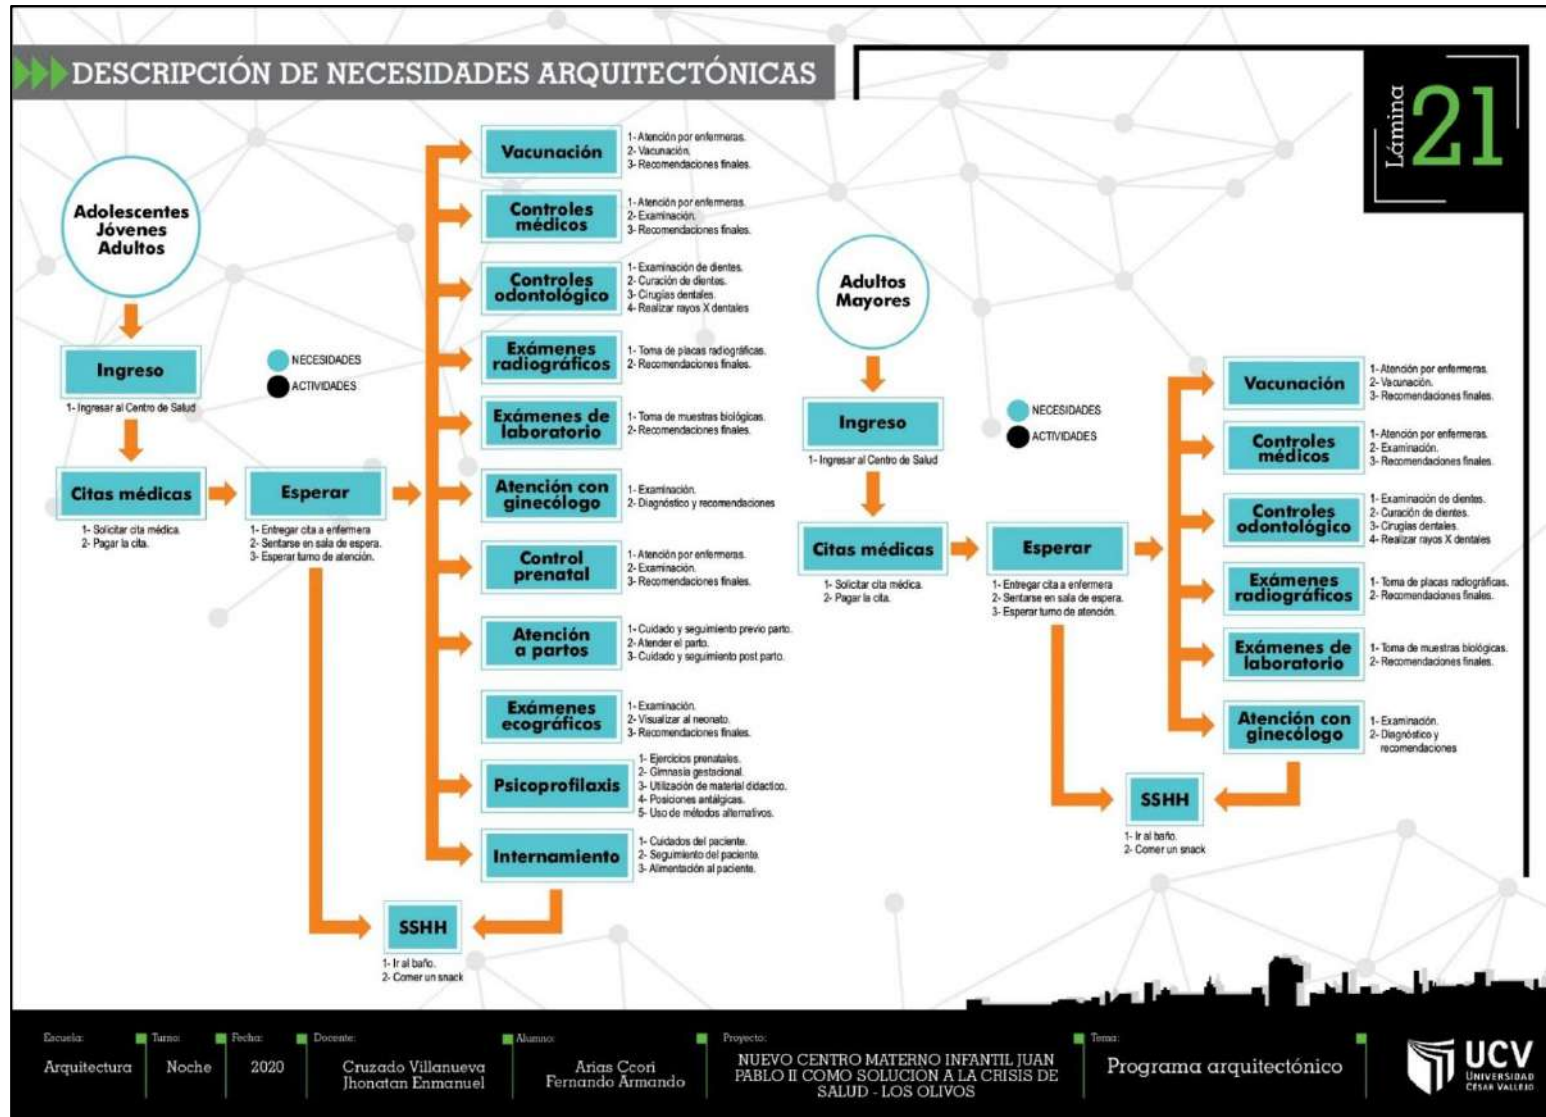 DESCRIPCIÓN DE NECESIDADES ARQUITECTÓNICAS
Lámina
21
Adolescentes
Jóvenes
Adultos
Ingreso
1- Ingresar al Centro de Salud
NECESIDADES
ACTIVIDADES
Citas médicas
1- Solicitar cita médica.
2- Pagar la cita.
Esperar
1- Entregar cita a enfermera
2- Sentarse en sala de espera.
3- Esperar turno de atención.
Vacunación
1- Atención por enfermeras.
2- Vacunación.
3- Recomendaciones finales.
Controles
médicos
1- Atención por enfermeras.
2- Examinación.
3- Recomendaciones finales.
Controles
odontológico
1- Examinación de dientes.
2- Curación de dientes.
3- Cirugías dentales.
4- Realizar rayos X dentales
Exámenes
radiográficos
1- Toma de placas radiográficas.
2- Recomendaciones finales.
Exámenes de
laboratorio
1- Toma de muestras biológicas.
2- Recomendaciones finales.
Atención con
ginecólogo
1- Examinación.
2- Diagnóstico y recomendaciones
Control
prenatal
1- Atención por enfermeras.
2- Examinación.
3- Recomendaciones finales.
Atención
a partos
1- Cuidado y seguimiento previo parto.
2- Atender el parto.
3- Cuidado y seguimiento post parto.
Exámenes
ecográficos
1- Examinación.
2- Visualizar al neonato.
3- Recomendaciones finales.
Psicoprofilaxis
1- Ejercicios prenatales.
2- Gimnasia gestacional.
3- Utilización de material didactico.
4- Posiciones antálgicas.
5- Uso de métodos alternativos.
Internamiento
1- Cuidados del paciente.
2- Seguimiento del paciente.
3- Alimentación al paciente.
SSHH
1- Ir al baño.
2- Comer un snack
Adultos
Mayores
Ingreso
1- Ingresar al Centro de Salud
NECESIDADES
ACTIVIDADES
Citas médicas
1- Solicitar cita médica.
2- Pagar la cita.
Esperar
1- Entregar cita a enfermera
2- Sentarse en sala de espera.
3- Esperar turno de atención.
Vacunación
1- Atención por enfermeras.
2- Vacunación.
3- Recomendaciones finales.
Controles
médicos
1- Atención por enfermeras.
2- Examinación.
3- Recomendaciones finales.
Controles
odontológico
1- Examinación de dientes.
2- Curación de dientes.
3- Cirugías dentales.
4- Realizar rayos X dentales
Exámenes
radiográficos
1- Toma de placas radiográficas.
2- Recomendaciones finales.
Exámenes de
laboratorio
1- Toma de muestras biológicas.
2- Recomendaciones finales.
Atención con
ginecólogo
1- Examinación.
2- Diagnóstico y
recomendaciones
SSHH
1- Ir al baño.
2- Comer un snack
Escuela:
Arquitectura
Turno:
Noche
Fecha:
2020
Docente:
Cruzado Villanueva
Jhonatan Enmanuel
Alumno:
Arias Ccori
Fernando Armando
Proyecto:
NUEVO CENTRO MATERNO INFANTIL JUAN
PABLO II COMO SOLUCION A LA CRISIS DE
SALUD - LOS OLIVOS
Tema:
Programa arquitectónico
UCV
UNIVERSIDAD
CÉSAR VALLEJO